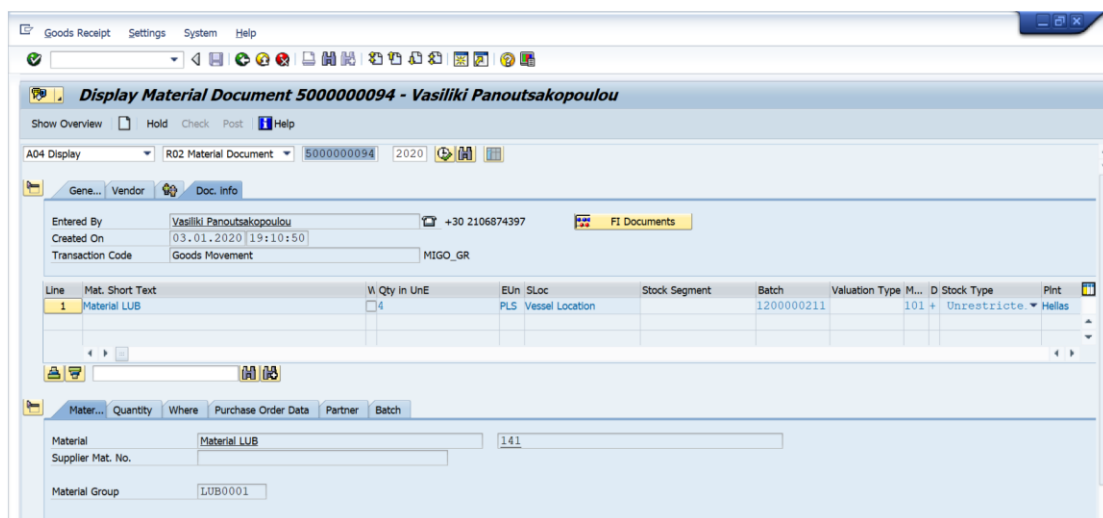 Goods Receipt Settings System Help
Display Material Document 5000000094 - Vasiliki Panoutsakopoulou
Show Overview Hold Check Post Help
A04 Display R02 Material Document 5000000094 2020
Gene... Vendor Doc. info
Entered By Vasiliki Panoutsakopoulou +30 2106874397 FI Documents
Created On 03.01.2020 19:10:50
Transaction Code Goods Movement MIGO_GR
Line Mat. Short Text Qty in UnE EUn SLoc Stock Segment Batch Valuation Type M... D Stock Type Plnt
1 Material LUB 4 PLS Vessel Location 1200000211 101 + Unrestricte. Hellas
Mater... Quantity Where Purchase Order Data Partner Batch
Material Material LUB 141
Supplier Mat. No.
Material Group LUB0001